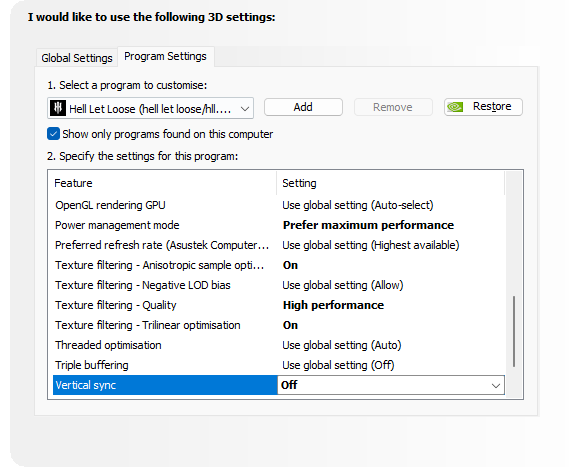 I would like to use the following 3D settings:
Global Settings Program Settings
1. Select a program to customise:
Hell Let Loose (hell let loose/hll.... Add Remove Restore
Show only programs found on this computer
2. Specify the settings for this program:
Feature Setting
OpenGL rendering GPU Use global setting (Auto-select)
Power management mode Prefer maximum performance
Preferred refresh rate (Asustek Computer... Use global setting (Highest available)
Texture filtering - Anisotropic sample opti... On
Texture filtering - Negative LOD bias Use global setting (Allow)
Texture filtering - Quality High performance
Texture filtering - Trilinear optimisation On
Threaded optimisation Use global setting (Auto)
Triple buffering Use global setting (Off)
Vertical sync Off